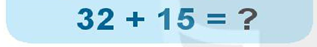 32 + 15 = ?